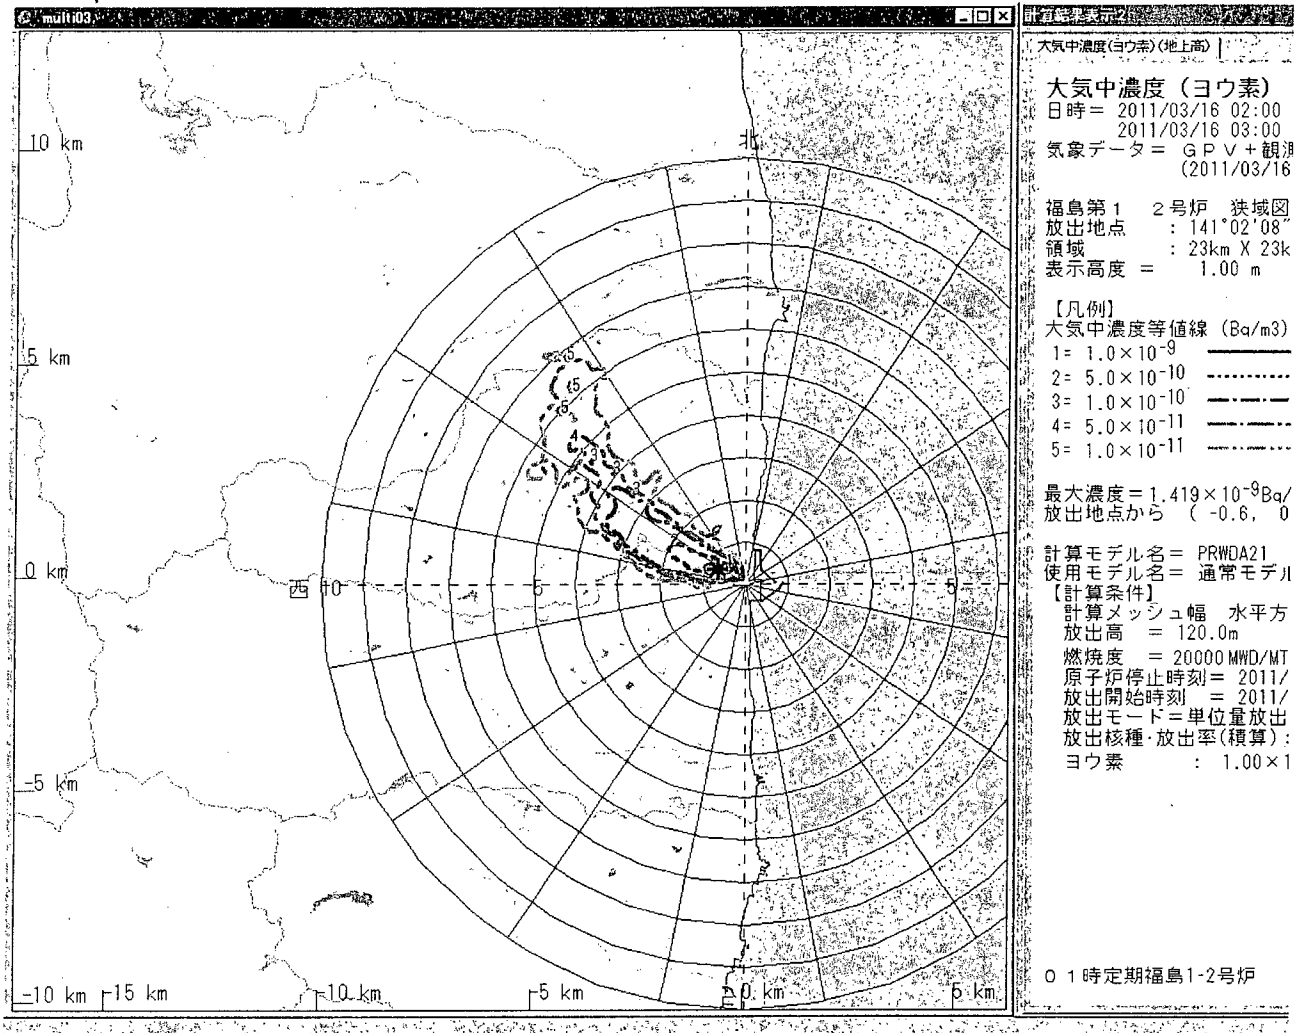 multi03
計算結果表示2
大気中濃度(ヨウ素)(地上高)
大気中濃度 (ヨウ素)
日時= 2011/03/16 02:00
2011/03/16 03:00
気象データ= GPV+観測
(2011/03/16
福島第1 2号炉 狭域図
放出地点 : 141°02'08"
領域 : 23km X 23k
表示高度 = 1.00 m
【凡例】
大気中濃度等値線 (Bq/m3)
1= 1.0×10-9
2= 5.0×10-10
3= 1.0×10-10
4= 5.0×10-11
5= 1.0×10-11
最大濃度=1.419×10-9Bq/
放出地点から ( -0.6, 0
計算モデル名= PRWDA21
使用モデル名= 通常モデル
【計算条件】
計算メッシュ幅 水平方
放出高 = 120.0m
燃焼度 = 20000MWD/MT
原子炉停止時刻= 2011/
放出開始時刻 = 2011/
放出モード=単位量放出
放出核種・放出率(積算):
ヨウ素 : 1.00×1
01時定期福島1-2号炉
10 km
北
5 km
5
5
5
4
3
3
3
0 km
西 10
5
5
-5 km
-10 km
-15 km
-10 km
-5 km
0 km
5 km